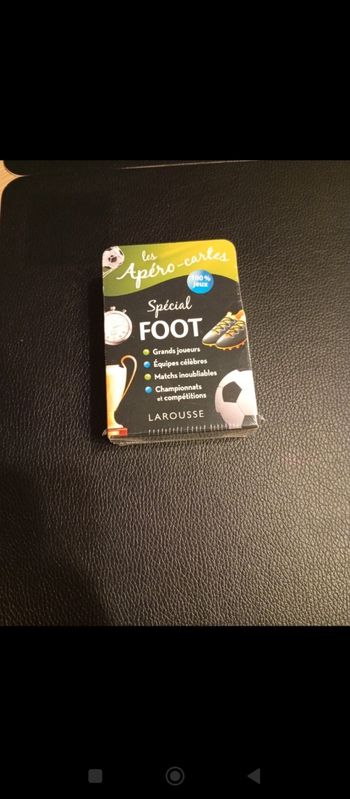 les
Apéro-cartes
100%
jeux
Spécial
FOOT
Grands joueurs
Équipes célèbres
Matchs inoubliables
Championnats
et compétitions
LAROUSSE